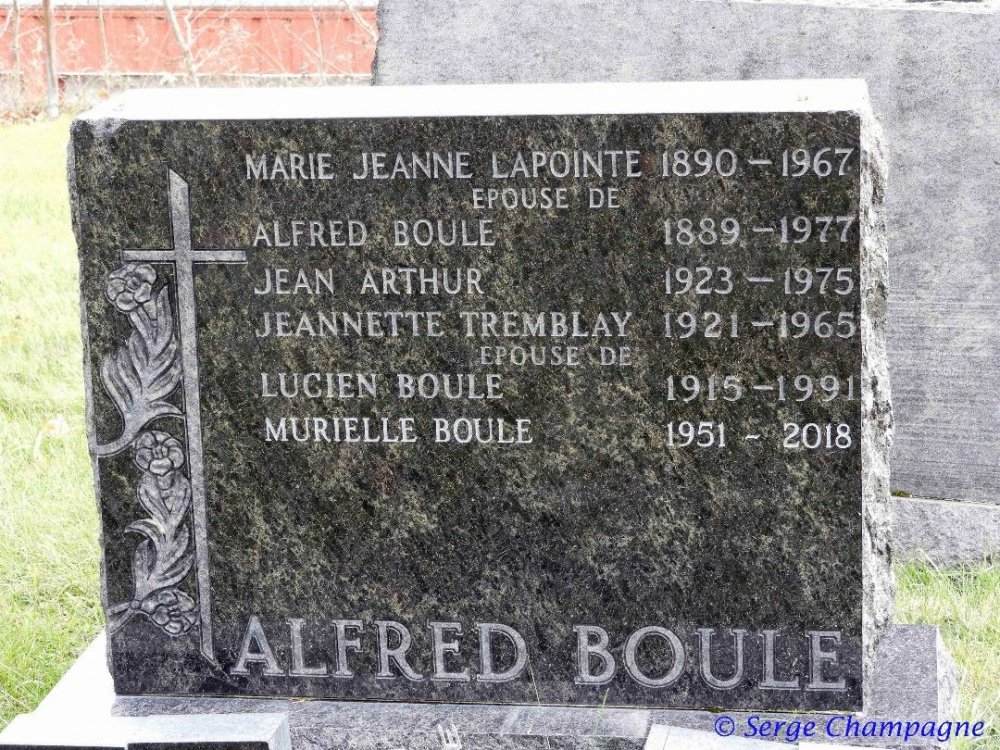 MARIE JEANNE LAPOINTE 1890 – 1967
EPOUSE DE
ALFRED BOULE 1889 – 1977
JEAN ARTHUR 1923 – 1975
JEANNETTE TREMBLAY 1921 – 1965
EPOUSE DE
LUCIEN BOULE 1915 – 1991
MURIELLE BOULE 1951 - 2018
ALFRED BOULE
© Serge Champagne